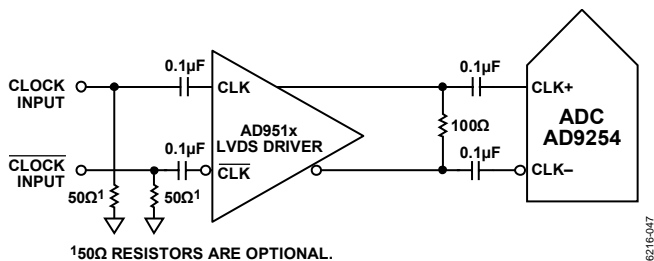 CLOCK
INPUT
0.1µF
CLK
AD951x
LVDS DRIVER
0.1µF
CLK
CLOCK
INPUT
50Ω1
50Ω1
100Ω
0.1µF
CLK+
ADC
AD9254
0.1µF
CLK–
150Ω RESISTORS ARE OPTIONAL.
6216-047